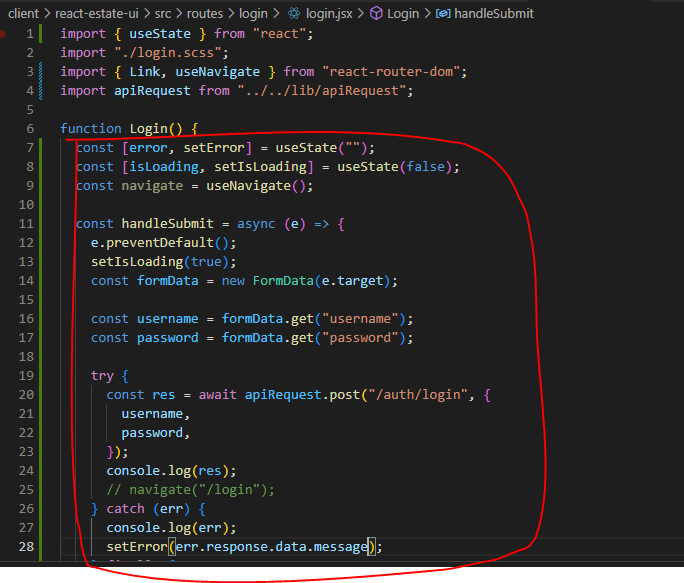 client > react-estate-ui > src > routes > login > login.jsx > Login > handleSubmit
1 import { useState } from "react";
2 import "./login.scss";
3 import { Link, useNavigate } from "react-router-dom";
4 import apiRequest from "../../lib/apiRequest";
5
6 function Login() {
7 const [error, setError] = useState("");
8 const [isLoading, setIsLoading] = useState(false);
9 const navigate = useNavigate();
10
11 const handleSubmit = async (e) => {
12 e.preventDefault();
13 setIsLoading(true);
14 const formData = new FormData(e.target);
15
16 const username = formData.get("username");
17 const password = formData.get("password");
18
19 try {
20 const res = await apiRequest.post("/auth/login", {
21 username,
22 password,
23 });
24 console.log(res);
25 // navigate("/login");
26 } catch (err) {
27 console.log(err);
28 setError(err.response.data.message);